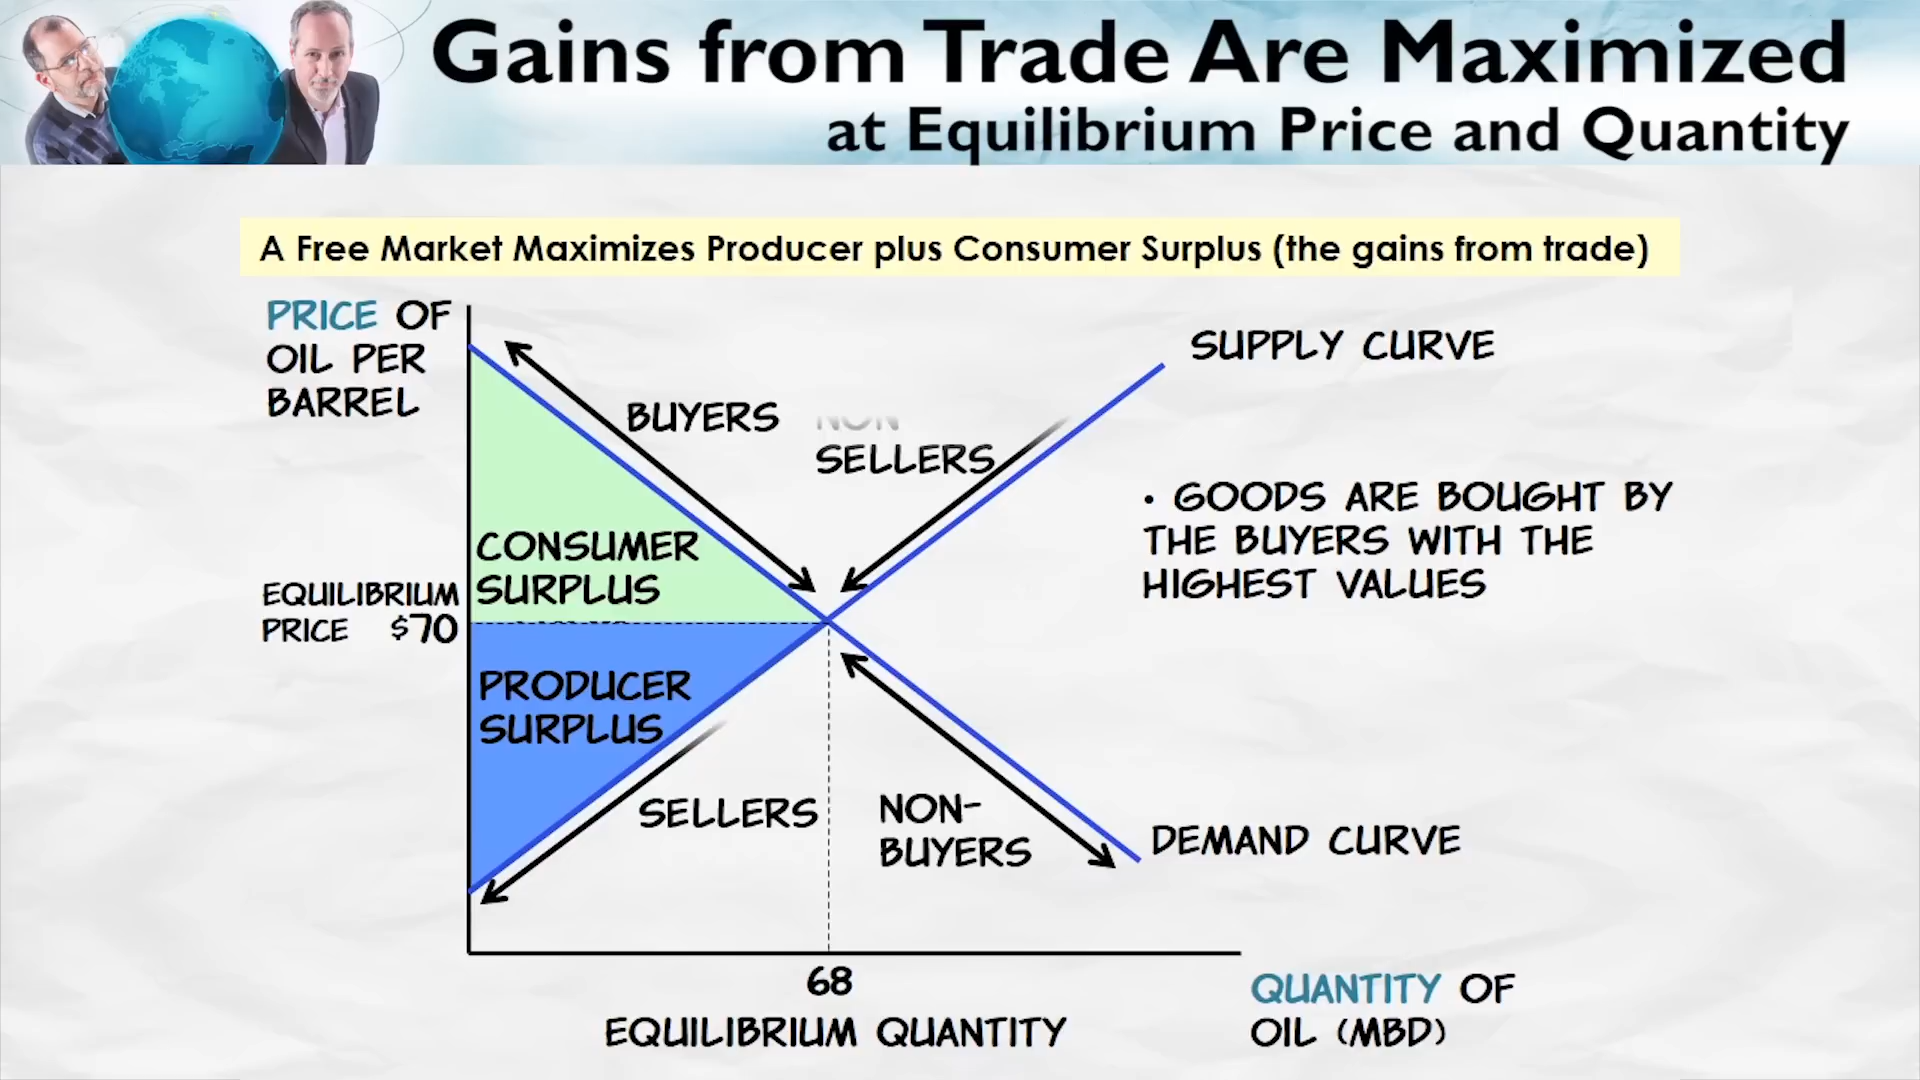 Gains from Trade Are Maximized
at Equilibrium Price and Quantity
A Free Market Maximizes Producer plus Consumer Surplus (the gains from trade)
PRICE OF
OIL PER
BARREL
SUPPLY CURVE
BUYERS
SELLERS
• GOODS ARE BOUGHT BY
THE BUYERS WITH THE
HIGHEST VALUES
CONSUMER
SURPLUS
EQUILIBRIUM
PRICE $70
PRODUCER
SURPLUS
SELLERS
NON-
BUYERS
DEMAND CURVE
68
EQUILIBRIUM QUANTITY
QUANTITY OF
OIL (MBD)